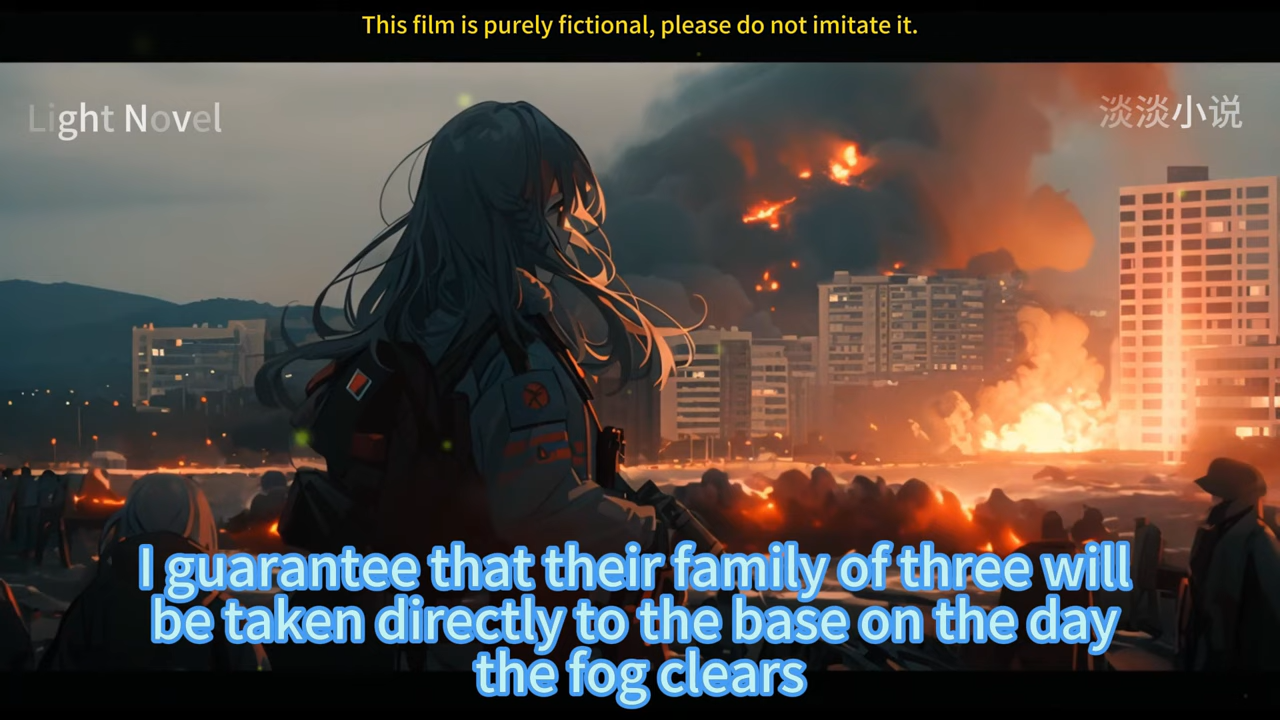 This film is purely fictional, please do not imitate it.
Light Novel
淡淡小说
I guarantee that their family of three will
be taken directly to the base on the day
the fog clears